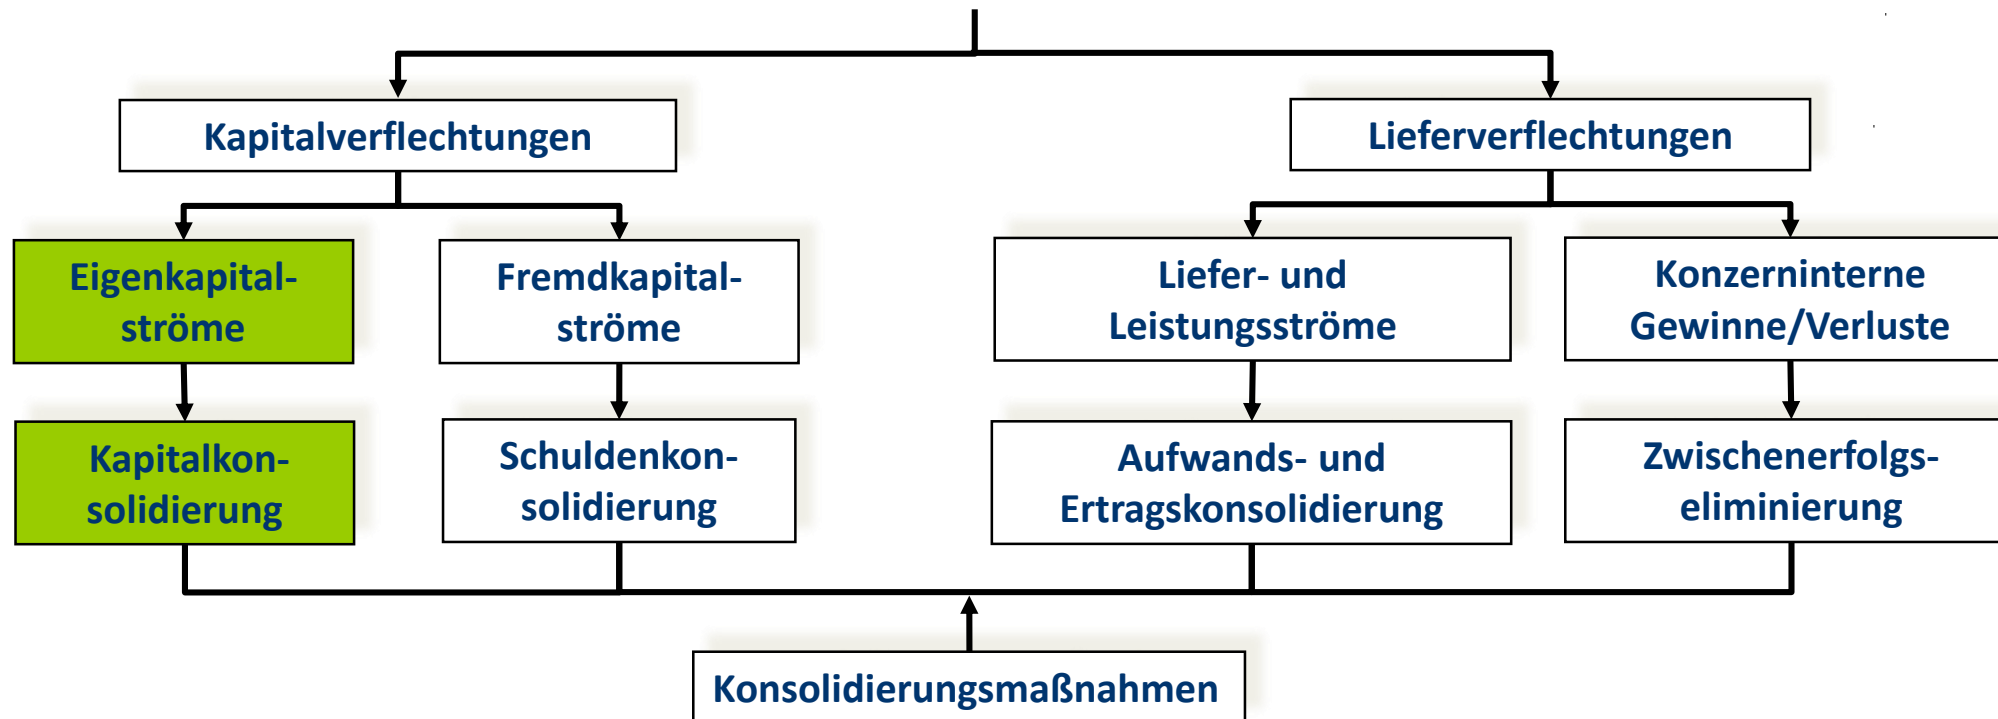 Kapitalverflechtungen
Lieferverflechtungen
Eigenkapital-
ströme
Fremdkapital-
ströme
Liefer- und
Leistungsströme
Konzerninterne
Gewinne/Verluste
Kapitalkon-
solidierung
Schuldenkon-
solidierung
Aufwands- und
Ertragskonsolidierung
Zwischenerfolgs-
eliminierung
Konsolidierungsmaßnahmen